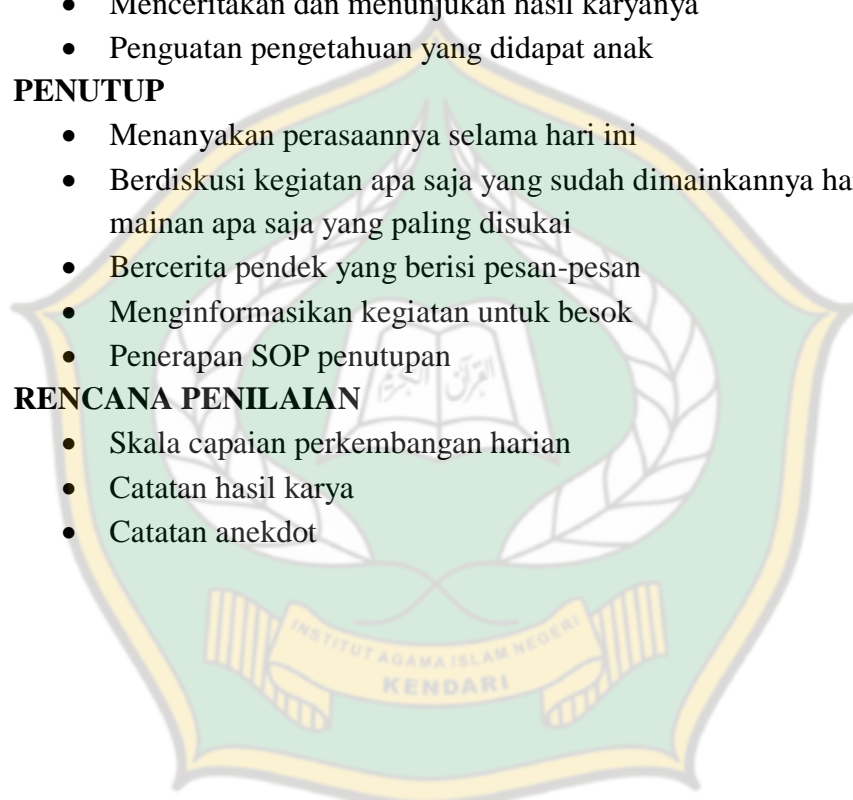 • Menceritakan dan menunjukan hasil karyanya
• Penguatan pengetahuan yang didapat anak
PENUTUP
• Menanyakan perasaannya selama hari ini
• Berdiskusi kegiatan apa saja yang sudah dimainkannya
mainan apa saja yang paling disukai
• Bercerita pendek yang berisi pesan-pesan
• Menginformasikan kegiatan untuk besok
• Penerapan SOP penutupan
RENCANA PENILAIAN
القرآن الكريم
• Skala capaian perkembangan harian
• Catatan hasil karya
• Catatan anekdot
INSTITUT AGAMA ISLAM NEGERI
KENDARI